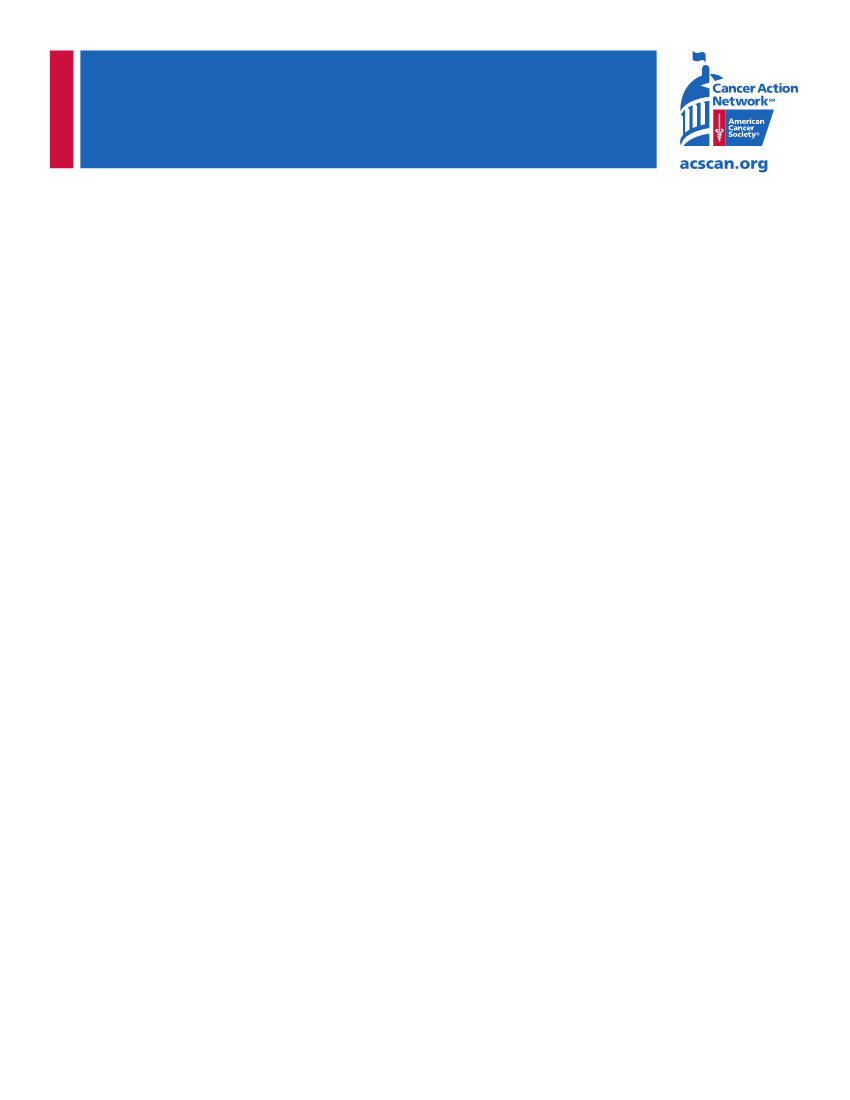 Cancer Action
Network℠
American
Cancer
Society®
acscan.org